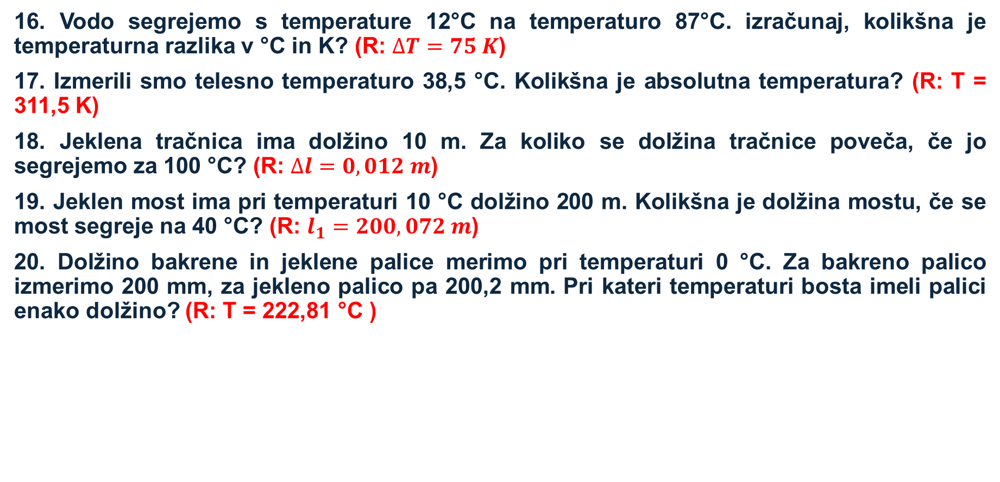 16. Vodo segrejemo s temperature 12°C na temperaturo 87°C. izračunaj, kolikšna je
temperaturna razlika v °C in K? (R: ∆T = 75 K)
17. Izmerili smo telesno temperaturo 38,5 °C. Kolikšna je absolutna temperatura? (R: T =
311,5 K)
18. Jeklena tračnica ima dolžino 10 m. Za koliko se dolžina tračnice poveča, če jo
segrejemo za 100 °C? (R: ∆l = 0,012 m)
19. Jeklen most ima pri temperaturi 10 °C dolžino 200 m. Kolikšna je dolžina mostu, če se
most segreje na 40 °C? (R: l₁ = 200,072 m)
20. Dolžino bakrene in jeklene palice merimo pri temperaturi 0 °C. Za bakreno palico
izmerimo 200 mm, za jekleno palico pa 200,2 mm. Pri kateri temperaturi bosta imeli palici
enako dolžino? (R: T = 222,81 °C )